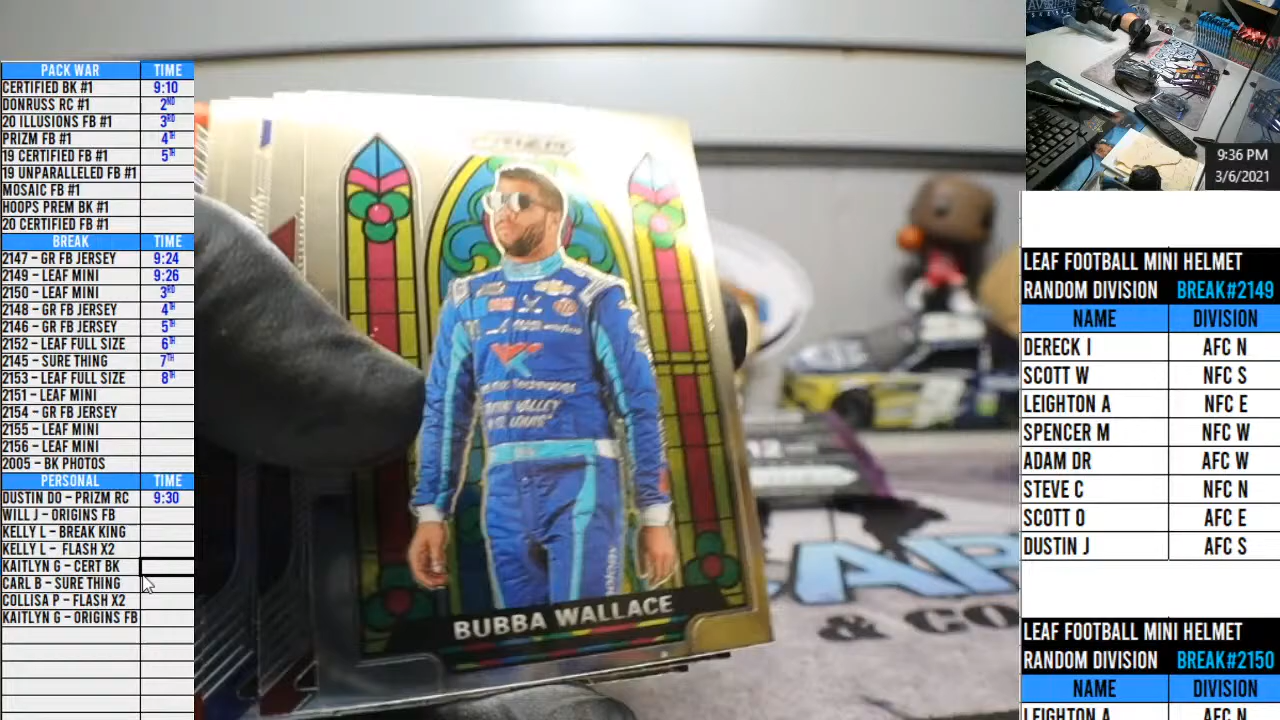 PACK WAR TIME
CERTIFIED BK #1 9:10
DONRUSS RC #1 2ND
20 ILLUSIONS FB #1 3RD
PRIZM FB #1 4TH
19 CERTIFIED FB #1 5TH
19 UNPARALLELED FB #1
MOSAIC FB #1
HOOPS PREM BK #1
20 CERTIFIED FB #1
BREAK TIME
2147 – GR FB JERSEY 9:24
2149 – LEAF MINI 9:26
2150 – LEAF MINI 3RD
2148 – GR FB JERSEY 4TH
2146 – GR FB JERSEY 5TH
2152 – LEAF FULL SIZE 6TH
2145 – SURE THING 7TH
2153 – LEAF FULL SIZE 8TH
2151 – LEAF MINI
2154 – GR FB JERSEY
2155 – LEAF MINI
2156 – LEAF MINI
2005 – BK PHOTOS
PERSONAL TIME
DUSTIN DO – PRIZM RC 9:30
WILL J – ORIGINS FB
KELLY L – BREAK KING
KELLY L – FLASH X2
KAITLYN G – CERT BK
CARL B – SURE THING
COLLISA P – FLASH X2
KAITLYN G – ORIGINS FB
BUBBA WALLACE
& CO
9:36 PM
3/6/2021
LEAF FOOTBALL MINI HELMET
RANDOM DIVISION BREAK#2149
NAME DIVISION
DERECK I AFC N
SCOTT W NFC S
LEIGHTON A NFC E
SPENCER M NFC W
ADAM DR AFC W
STEVE C NFC N
SCOTT O AFC E
DUSTIN J AFC S
LEAF FOOTBALL MINI HELMET
RANDOM DIVISION BREAK#2150
NAME DIVISION
LEIGHTON A AFC N